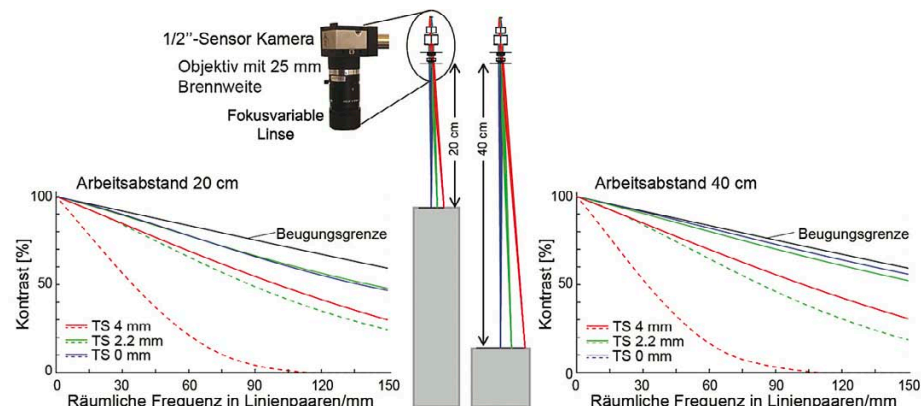 1/2"-Sensor Kamera
Objektiv mit 25 mm
Brennweite
Fokusvariable
Linse
20 cm
40 cm
Arbeitsabstand 20 cm
100
50
0
Kontrast [%]
Beugungsgrenze
TS 4 mm
TS 2.2 mm
TS 0 mm
0 30 60 90 120 150
Räumliche Frequenz in Linienpaaren/mm
Arbeitsabstand 40 cm
100
50
0
Kontrast [%]
Beugungsgrenze
TS 4 mm
TS 2.2 mm
TS 0 mm
0 30 60 90 120 150
Räumliche Frequenz in Linienpaaren/mm